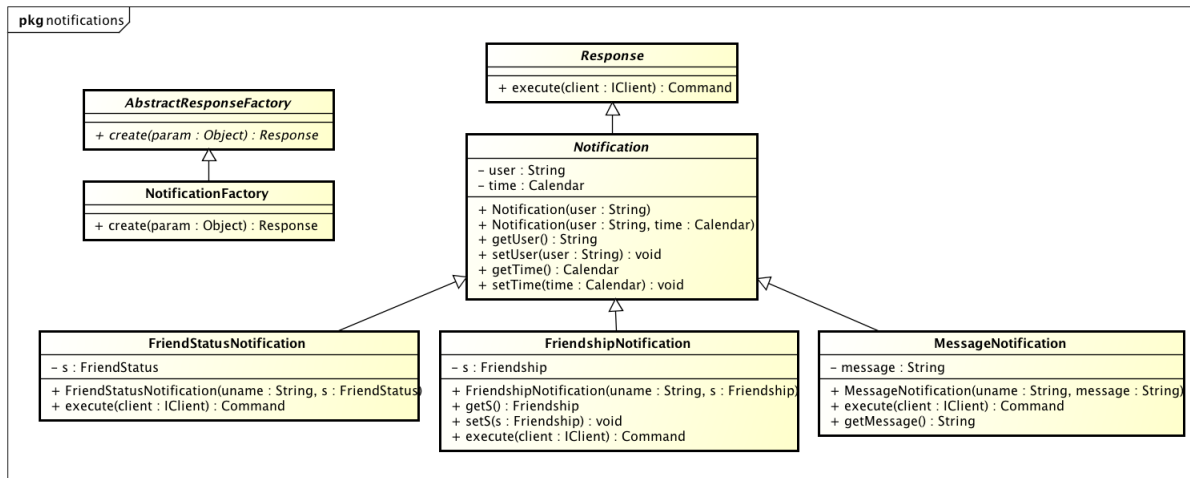 pkg notifications
Response
+ execute(client : IClient) : Command
AbstractResponseFactory
+ create(param : Object) : Response
NotificationFactory
+ create(param : Object) : Response
Notification
– user : String
– time : Calendar
+ Notification(user : String)
+ Notification(user : String, time : Calendar)
+ getUser() : String
+ setUser(user : String) : void
+ getTime() : Calendar
+ setTime(time : Calendar) : void
FriendStatusNotification
– s : FriendStatus
+ FriendStatusNotification(uname : String, s : FriendStatus)
+ execute(client : IClient) : Command
FriendshipNotification
– s : Friendship
+ FriendshipNotification(uname : String, s : Friendship)
+ getS() : Friendship
+ setS(s : Friendship) : void
+ execute(client : IClient) : Command
MessageNotification
– message : String
+ MessageNotification(uname : String, message : String)
+ execute(client : IClient) : Command
+ getMessage() : String